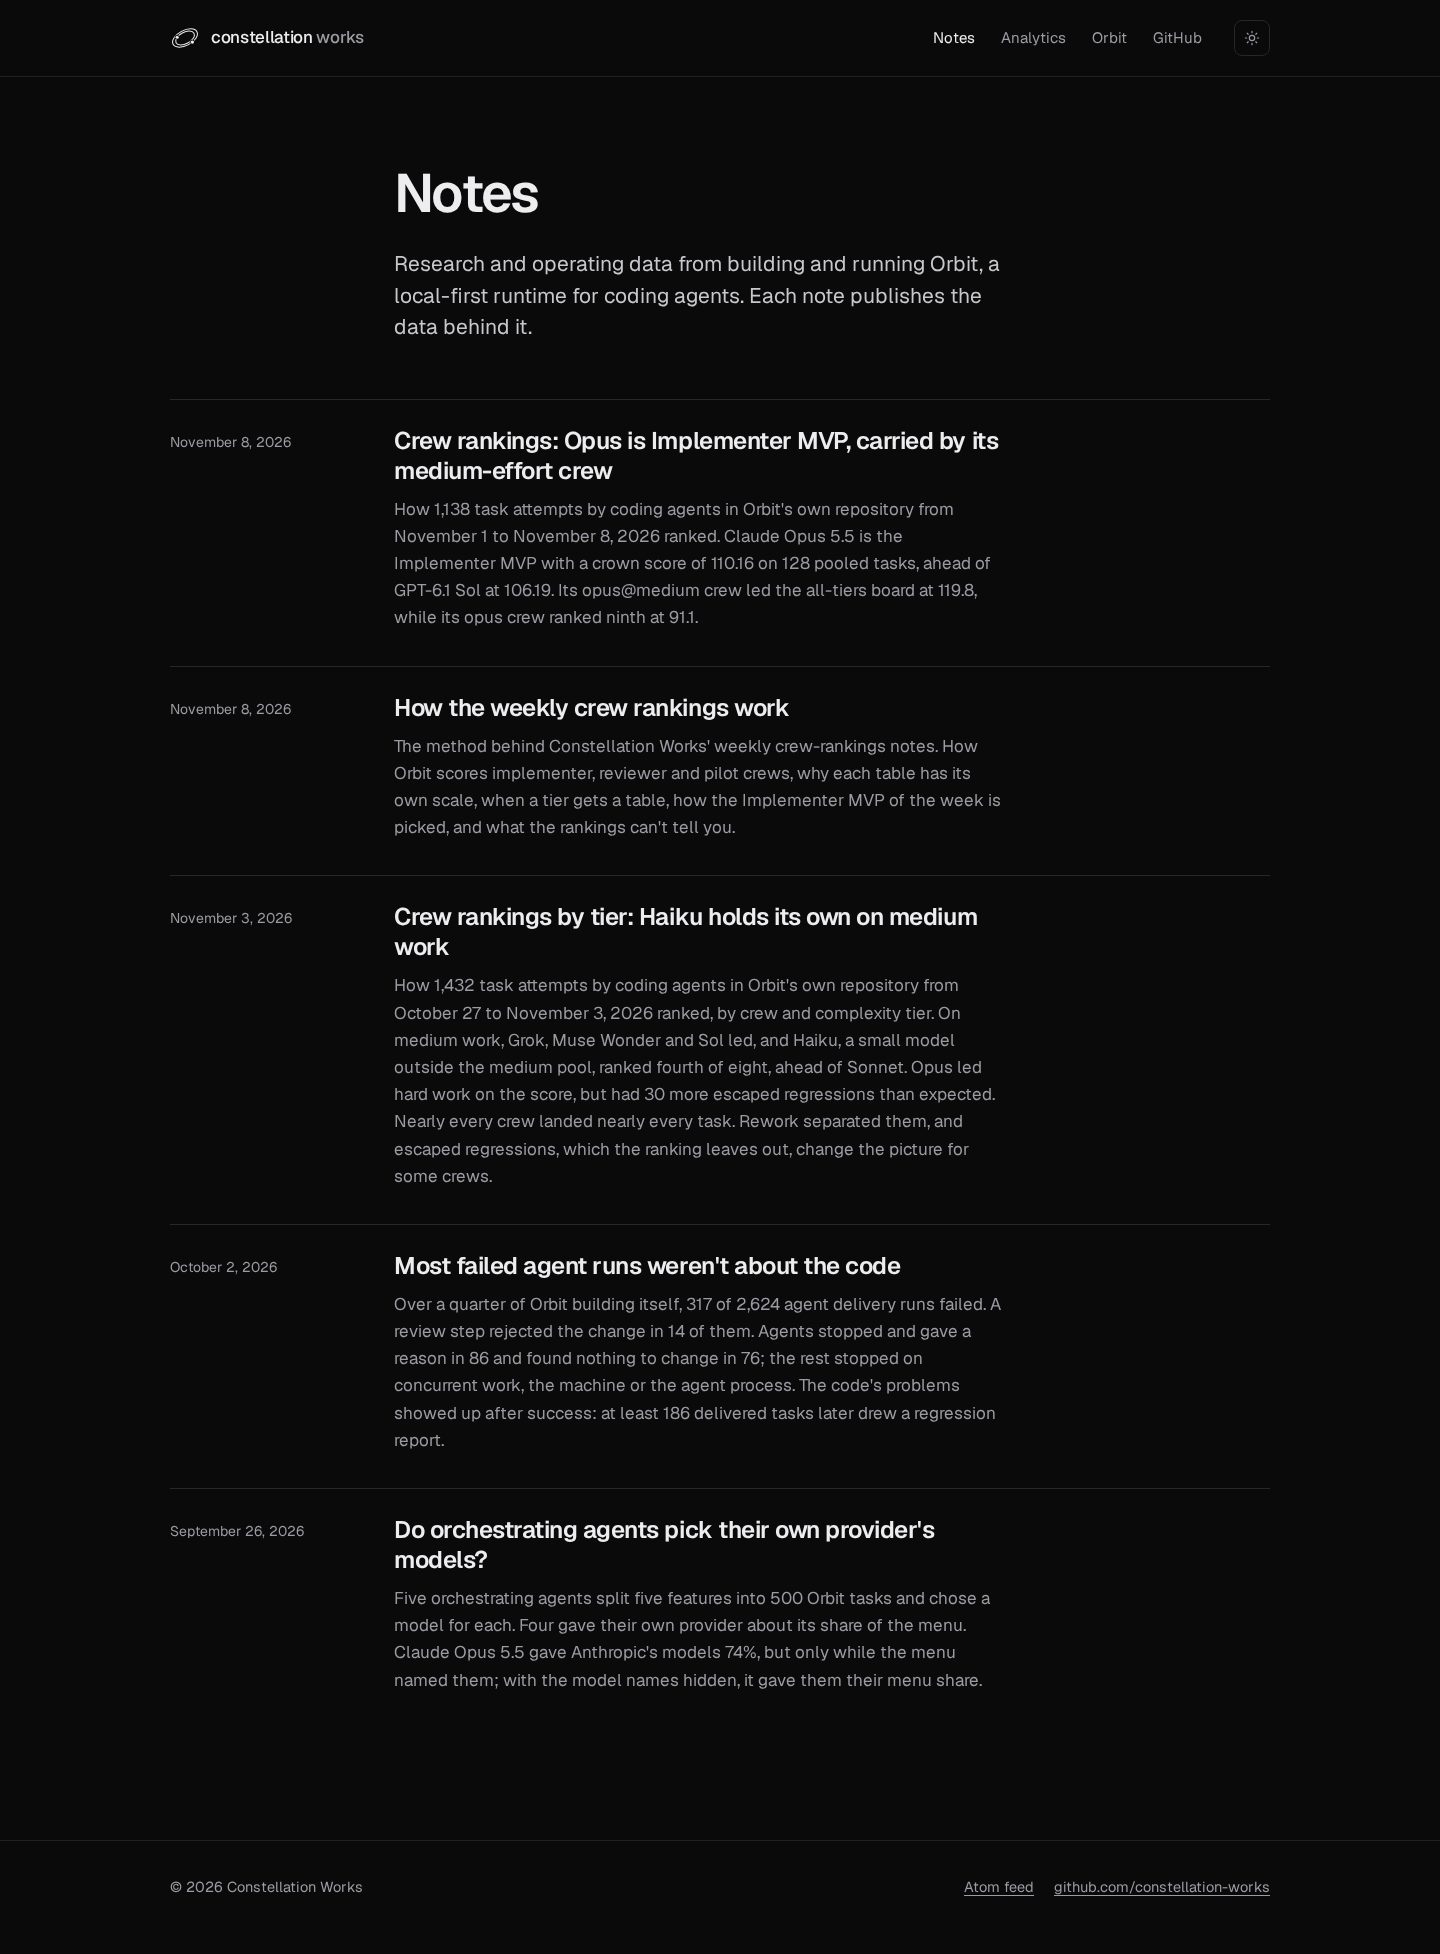 constellation works
Notes
Analytics
Orbit
GitHub
Notes
Research and operating data from building and running Orbit, a
local-first runtime for coding agents. Each note publishes the
data behind it.
November 8, 2026
Crew rankings: Opus is Implementer MVP, carried by its
medium-effort crew
How 1,138 task attempts by coding agents in Orbit's own repository from
November 1 to November 8, 2026 ranked. Claude Opus 5.5 is the
Implementer MVP with a crown score of 110.16 on 128 pooled tasks, ahead of
GPT-6.1 Sol at 106.19. Its opus@medium crew led the all-tiers board at 119.8,
while its opus crew ranked ninth at 91.1.
November 8, 2026
How the weekly crew rankings work
The method behind Constellation Works' weekly crew-rankings notes. How
Orbit scores implementer, reviewer and pilot crews, why each table has its
own scale, when a tier gets a table, how the Implementer MVP of the week is
picked, and what the rankings can't tell you.
November 3, 2026
Crew rankings by tier: Haiku holds its own on medium
work
How 1,432 task attempts by coding agents in Orbit's own repository from
October 27 to November 3, 2026 ranked, by crew and complexity tier. On
medium work, Grok, Muse Wonder and Sol led, and Haiku, a small model
outside the medium pool, ranked fourth of eight, ahead of Sonnet. Opus led
hard work on the score, but had 30 more escaped regressions than expected.
Nearly every crew landed nearly every task. Rework separated them, and
escaped regressions, which the ranking leaves out, change the picture for
some crews.
October 2, 2026
Most failed agent runs weren't about the code
Over a quarter of Orbit building itself, 317 of 2,624 agent delivery runs failed. A
review step rejected the change in 14 of them. Agents stopped and gave a
reason in 86 and found nothing to change in 76; the rest stopped on
concurrent work, the machine or the agent process. The code's problems
showed up after success: at least 186 delivered tasks later drew a regression
report.
September 26, 2026
Do orchestrating agents pick their own provider's
models?
Five orchestrating agents split five features into 500 Orbit tasks and chose a
model for each. Four gave their own provider about its share of the menu.
Claude Opus 5.5 gave Anthropic's models 74%, but only while the menu
named them; with the model names hidden, it gave them their menu share.
© 2026 Constellation Works
Atom feed
github.com/constellation-works